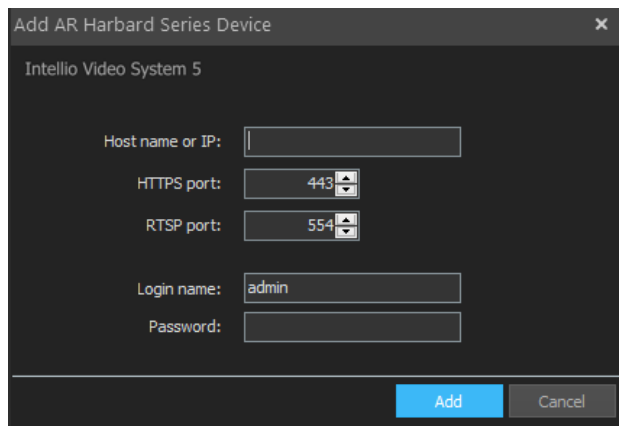 Add AR Harbard Series Device
Intellio Video System 5
Host name or IP:
HTTPS port: 443
RTSP port: 554
Login name: admin
Password:
Add Cancel